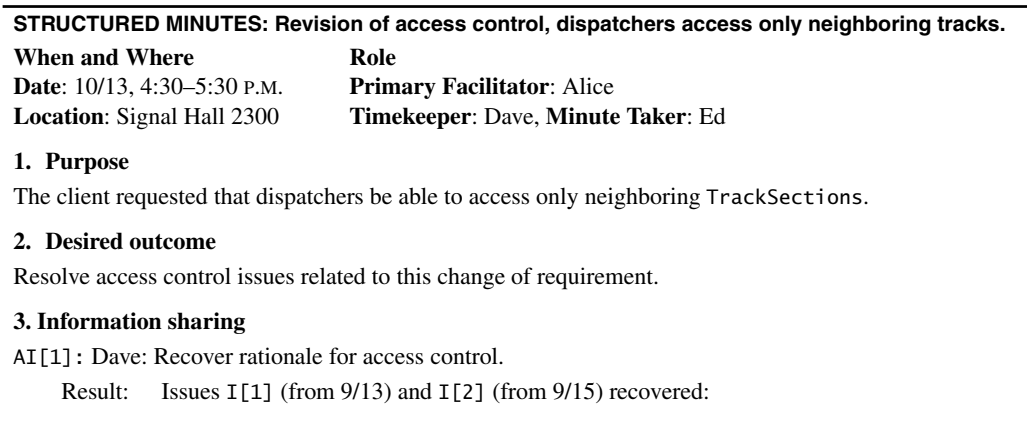 STRUCTURED MINUTES: Revision of access control, dispatchers access only neighboring tracks.
When and Where Role
Date: 10/13, 4:30–5:30 P.M. Primary Facilitator: Alice
Location: Signal Hall 2300 Timekeeper: Dave, Minute Taker: Ed
1. Purpose
The client requested that dispatchers be able to access only neighboring TrackSections.
2. Desired outcome
Resolve access control issues related to this change of requirement.
3. Information sharing
AI[1]: Dave: Recover rationale for access control.
Result: Issues I[1] (from 9/13) and I[2] (from 9/15) recovered: